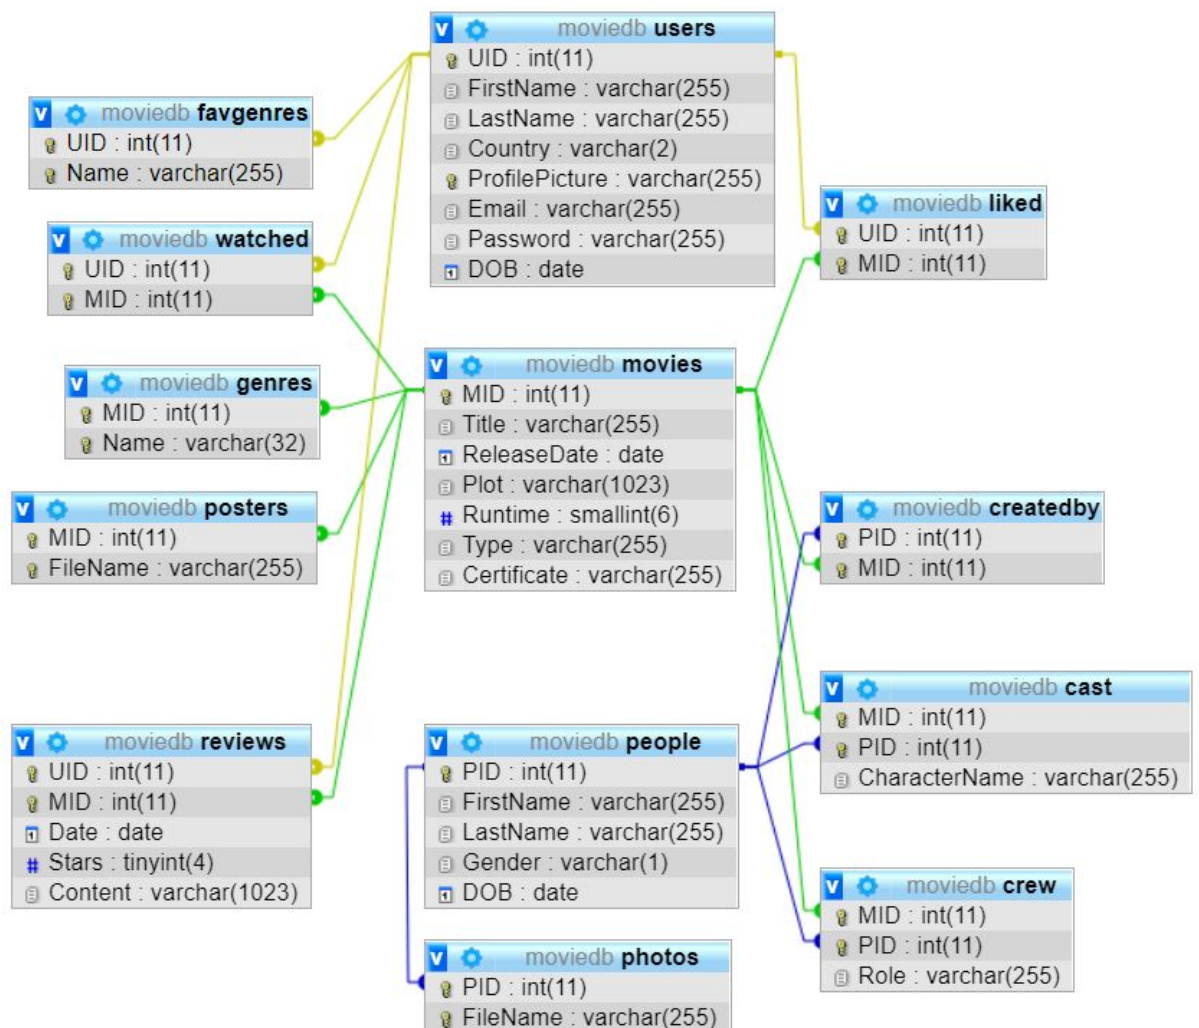 moviedb users
UID : int(11)
FirstName : varchar(255)
LastName : varchar(255)
Country : varchar(2)
ProfilePicture : varchar(255)
Email : varchar(255)
Password : varchar(255)
DOB : date
moviedb favgenres
UID : int(11)
Name : varchar(255)
moviedb watched
UID : int(11)
MID : int(11)
moviedb liked
UID : int(11)
MID : int(11)
moviedb genres
MID : int(11)
Name : varchar(32)
moviedb movies
MID : int(11)
Title : varchar(255)
ReleaseDate : date
Plot : varchar(1023)
Runtime : smallint(6)
Type : varchar(255)
Certificate : varchar(255)
moviedb posters
MID : int(11)
FileName : varchar(255)
moviedb createdby
PID : int(11)
MID : int(11)
moviedb cast
MID : int(11)
PID : int(11)
CharacterName : varchar(255)
moviedb reviews
UID : int(11)
MID : int(11)
Date : date
Stars : tinyint(4)
Content : varchar(1023)
moviedb people
PID : int(11)
FirstName : varchar(255)
LastName : varchar(255)
Gender : varchar(1)
DOB : date
moviedb crew
MID : int(11)
PID : int(11)
Role : varchar(255)
moviedb photos
PID : int(11)
FileName : varchar(255)